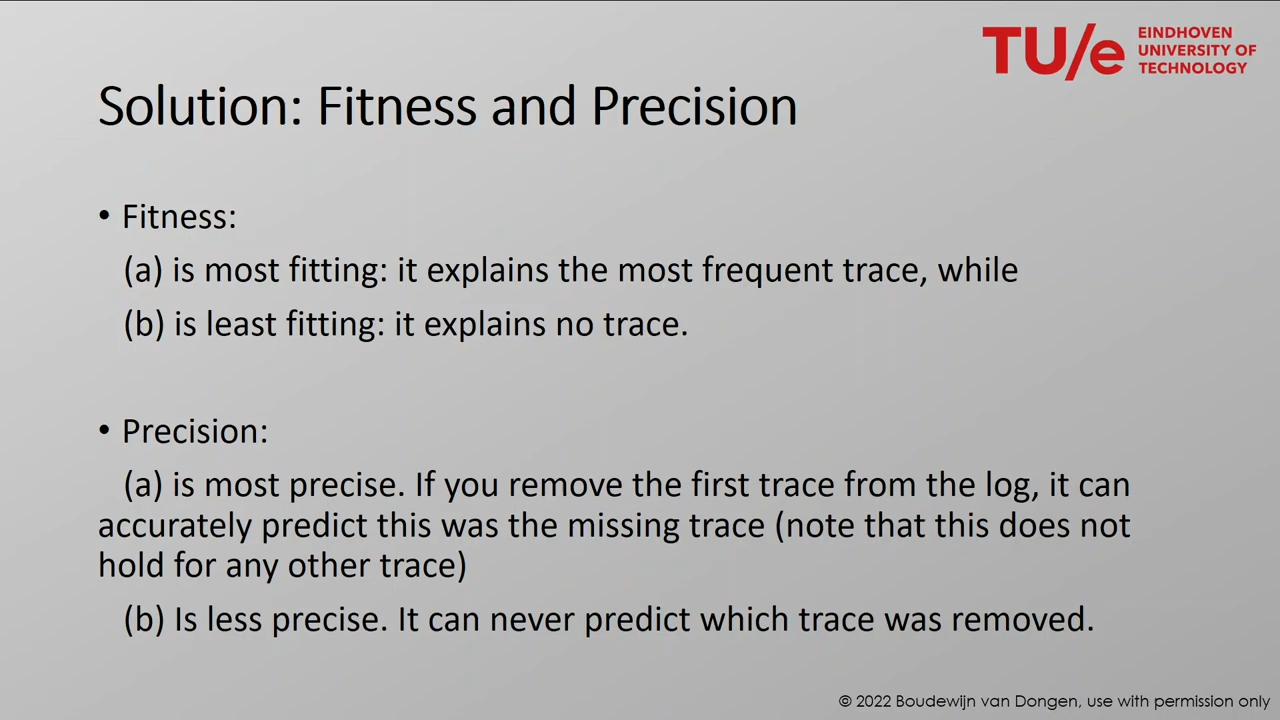 TU/e EINDHOVEN
UNIVERSITY OF
TECHNOLOGY
Solution: Fitness and Precision
• Fitness:
(a) is most fitting: it explains the most frequent trace, while
(b) is least fitting: it explains no trace.
• Precision:
(a) is most precise. If you remove the first trace from the log, it can
accurately predict this was the missing trace (note that this does not
hold for any other trace)
(b) Is less precise. It can never predict which trace was removed.
© 2022 Boudewijn van Dongen, use with permission only